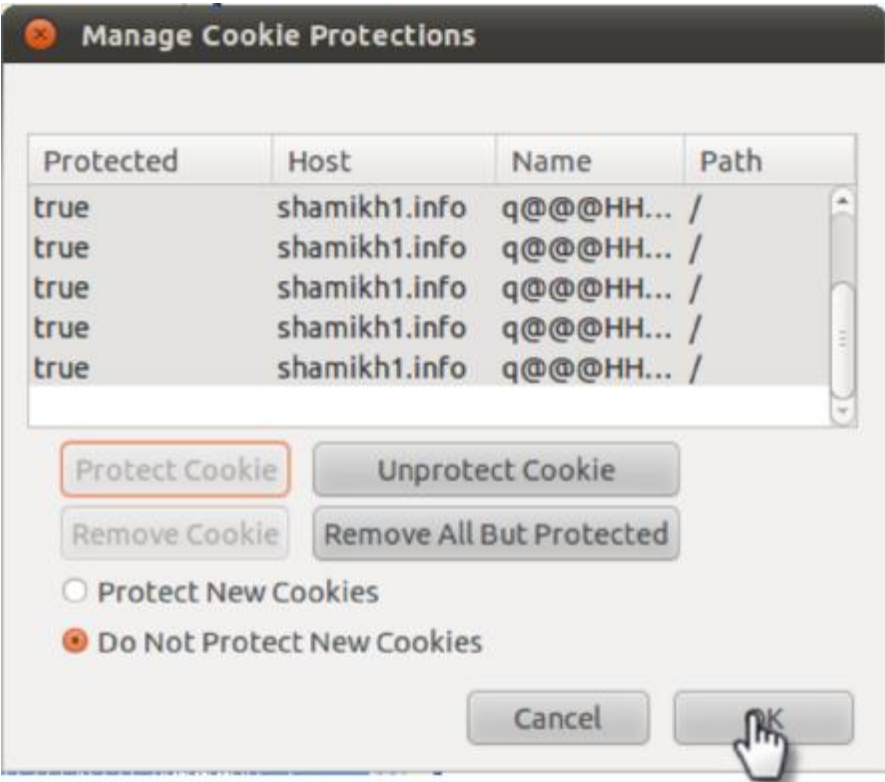 Manage Cookie Protections
Protected Host Name Path
true shamikh1.info q@@@HH... /
true shamikh1.info q@@@HH... /
true shamikh1.info q@@@HH... /
true shamikh1.info q@@@HH... /
true shamikh1.info q@@@HH... /
Protect Cookie Unprotect Cookie
Remove Cookie Remove All But Protected
Protect New Cookies
Do Not Protect New Cookies
Cancel OK